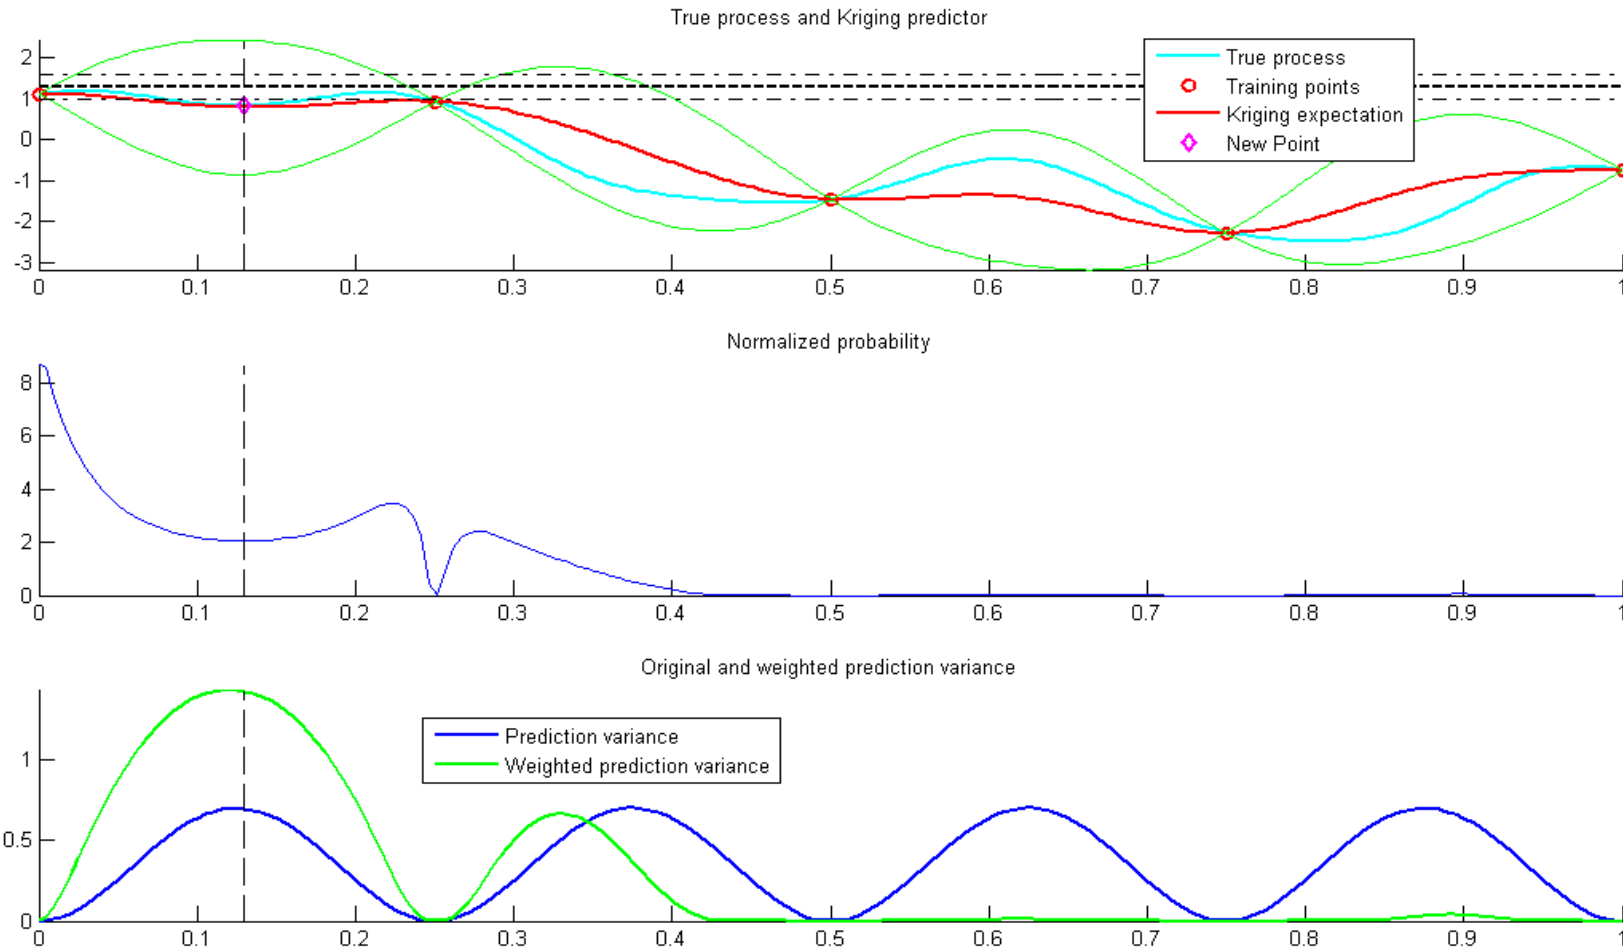 True process and Kriging predictor
2
1
0
-1
-2
-3
True process
Training points
Kriging expectation
New Point
0 0.1 0.2 0.3 0.4 0.5 0.6 0.7 0.8 0.9 1
Normalized probability
8
6
4
2
0
0 0.1 0.2 0.3 0.4 0.5 0.6 0.7 0.8 0.9 1
Original and weighted prediction variance
1
0.5
0
Prediction variance
Weighted prediction variance
0 0.1 0.2 0.3 0.4 0.5 0.6 0.7 0.8 0.9 1